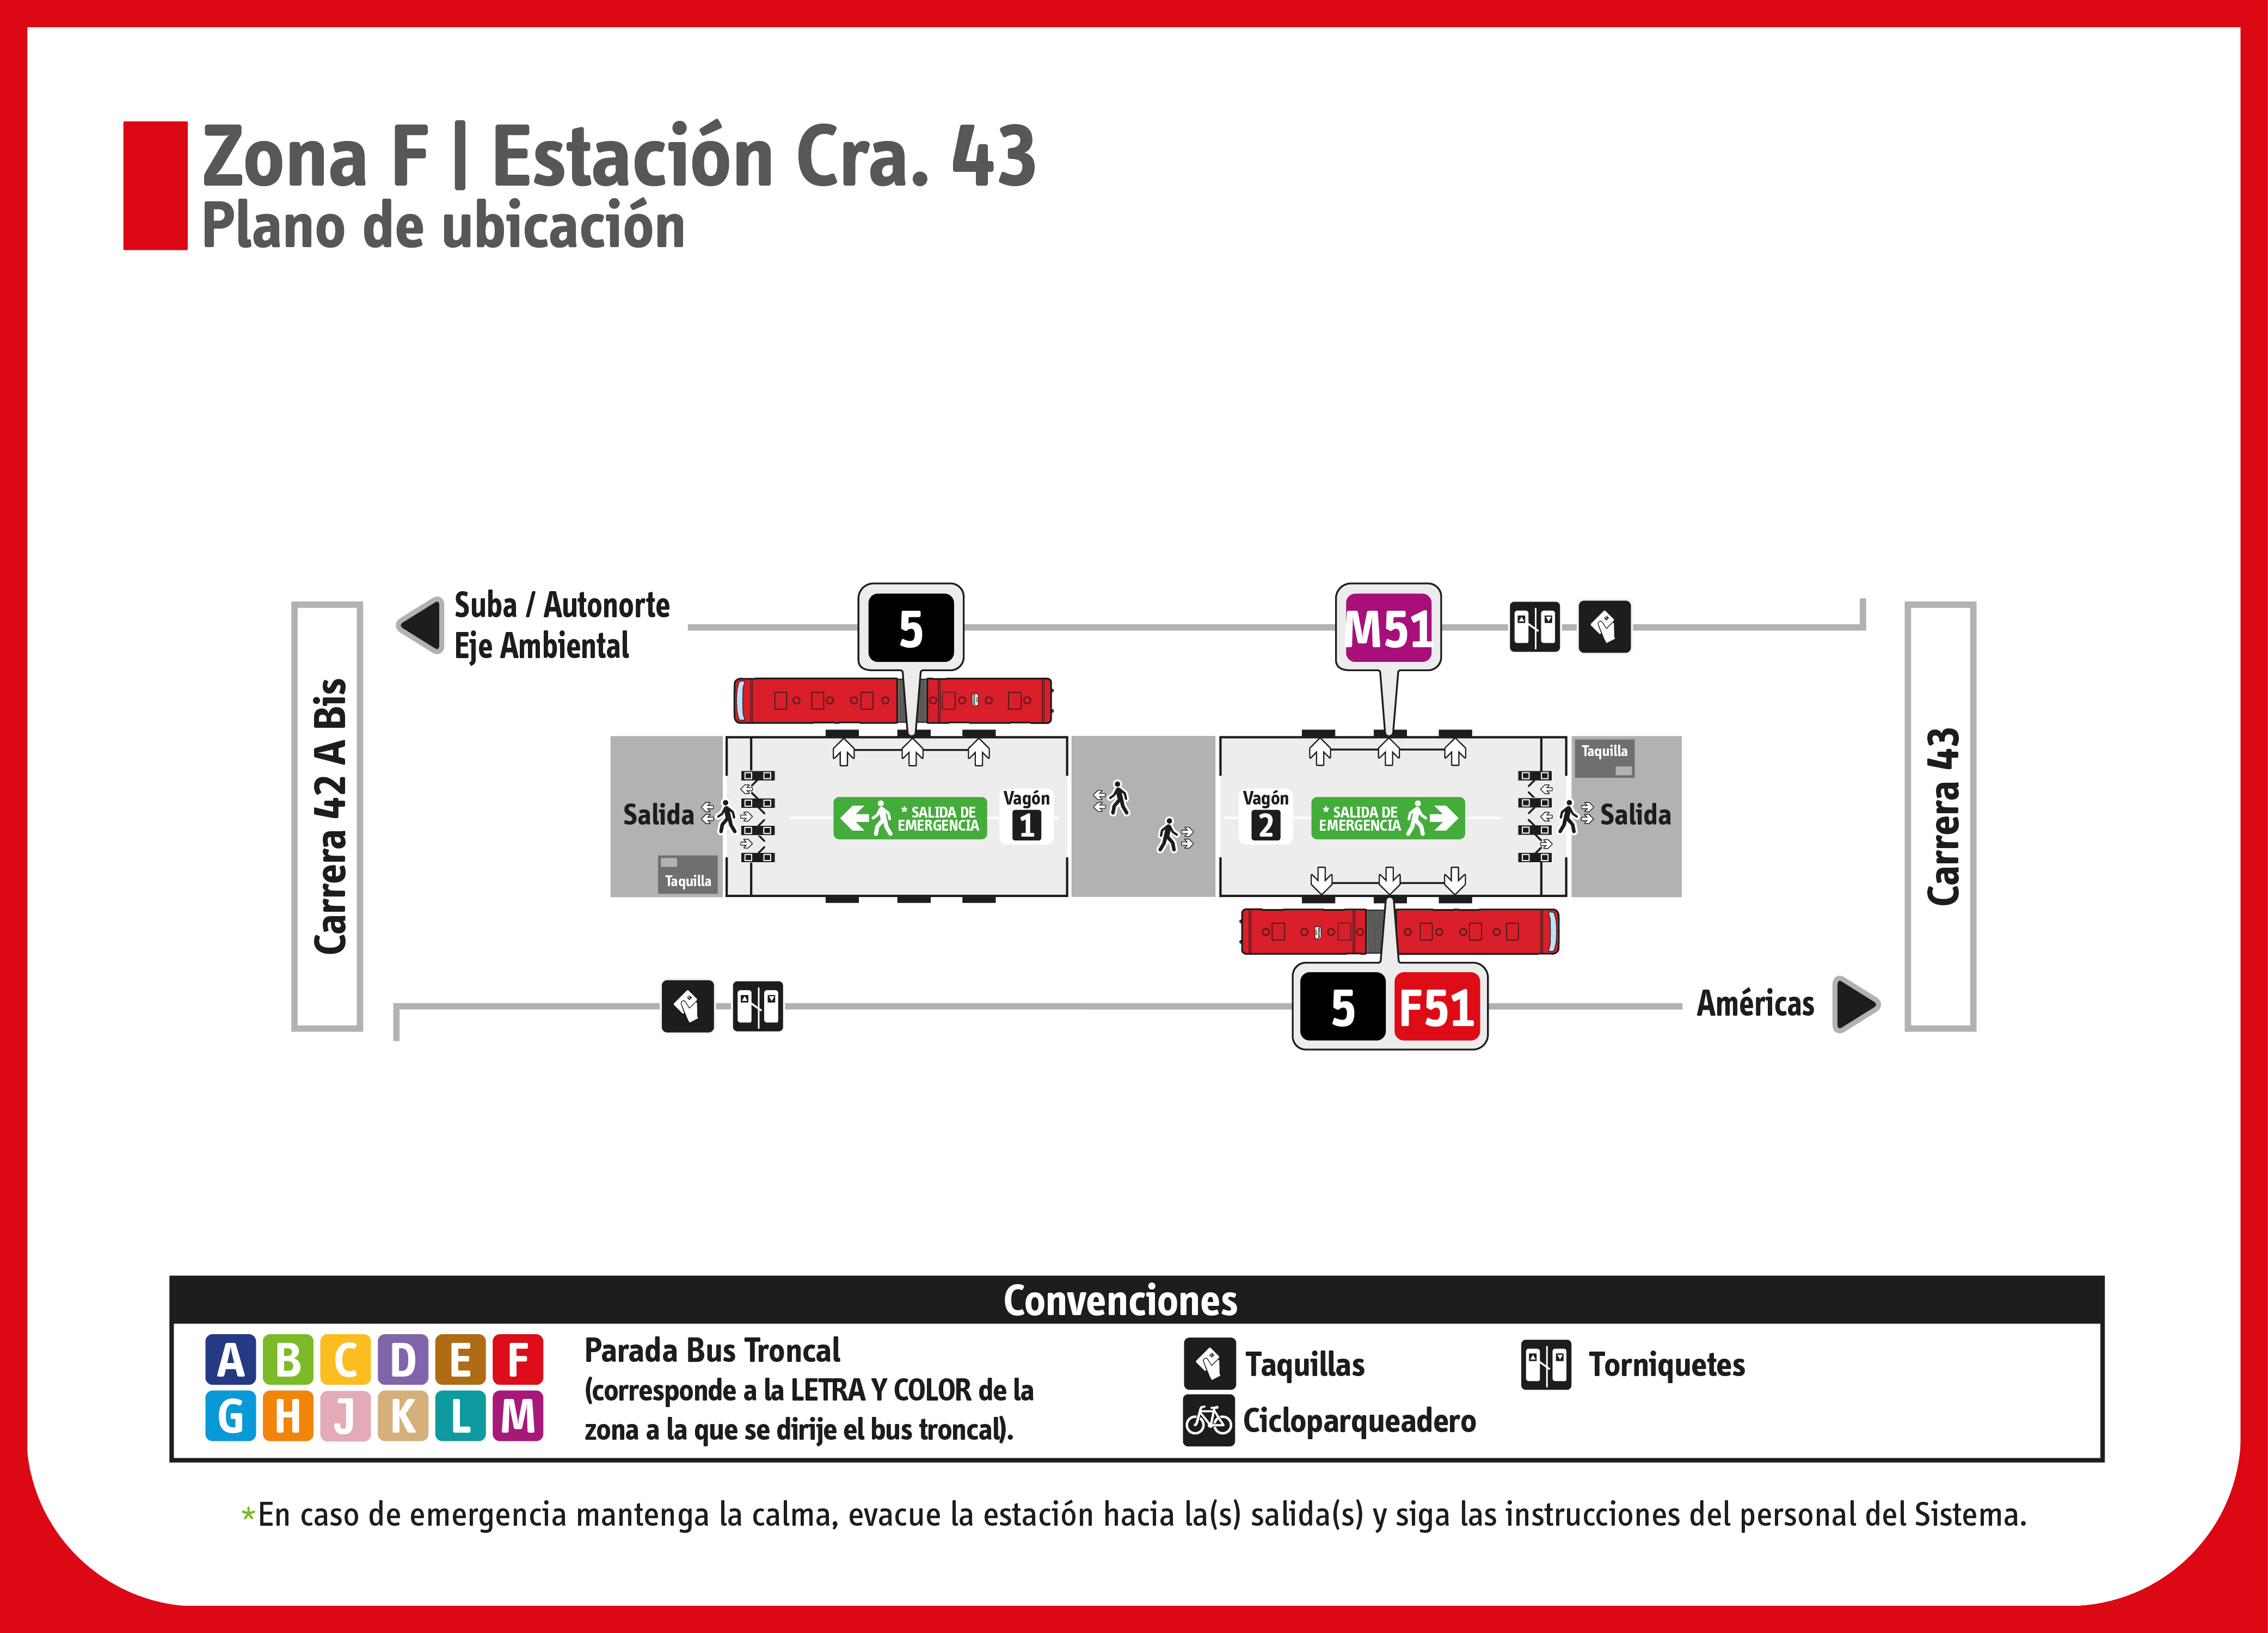 Zona F | Estación Cra. 43
Plano de ubicación
Suba / Autonorte
Eje Ambiental
5
M51
Carrera 42 A Bis
Carrera 43
Salida
Taquilla
* SALIDA DE
EMERGENCIA
Vagón
1
Vagón
2
* SALIDA DE
EMERGENCIA
Taquilla
Salida
5 F51
Américas
Convenciones
A B C D E F
G H J K L M
Parada Bus Troncal
(corresponde a la LETRA Y COLOR de la
zona a la que se dirije el bus troncal).
Taquillas
Cicloparqueadero
Torniquetes
*En caso de emergencia mantenga la calma, evacue la estación hacia la(s) salida(s) y siga las instrucciones del personal del Sistema.